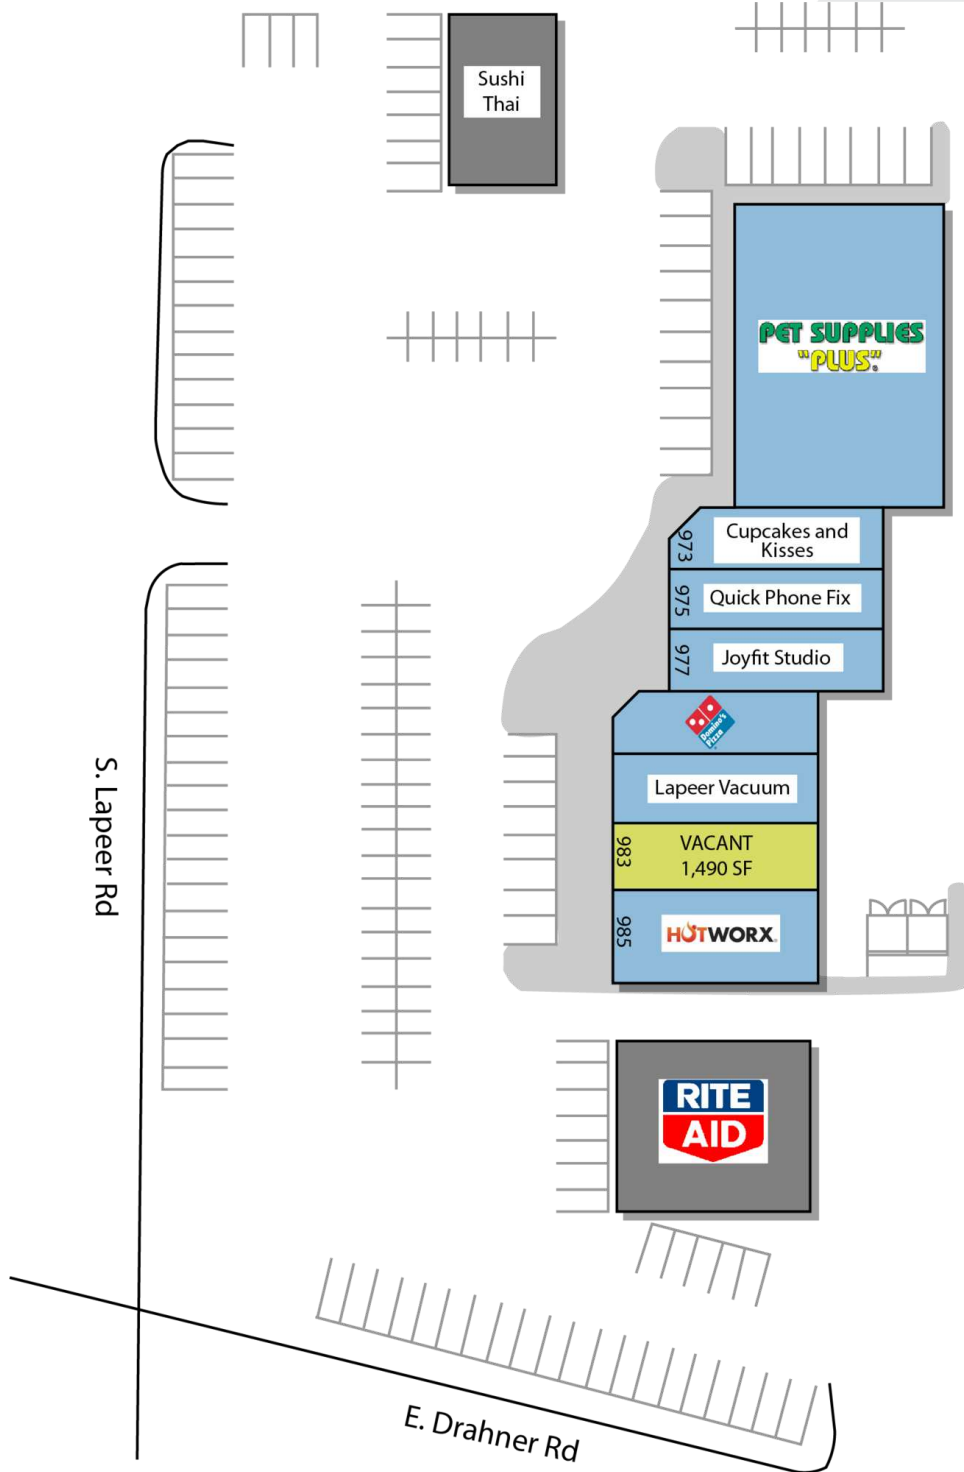 Sushi
Thai
PET SUPPLIES
"PLUS"
973
Cupcakes and
Kisses
975
Quick Phone Fix
977
Joyfit Studio
Domino's
Pizza
Lapeer Vacuum
983
VACANT
1,490 SF
985
HOTWORX
S. Lapeer Rd
RITE
AID
E. Drahner Rd